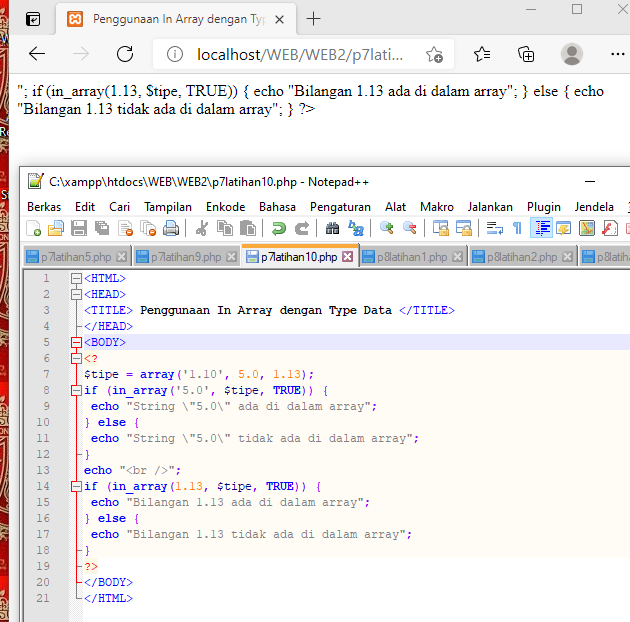 Penggunaan In Array dengan Typ
localhost/WEB/WEB2/p7lati...
"; if (in_array(1.13, $tipe, TRUE)) { echo "Bilangan 1.13 ada di dalam array"; } else { echo
"Bilangan 1.13 tidak ada di dalam array"; } ?>
C:\xampp\htdocs\WEB\WEB2\p7latihan10.php - Notepad++
Berkas Edit Cari Tampilan Enkode Bahasa Pengaturan Alat Makro Jalankan Plugin Jendela
p7latihan5.php p7latihan9.php p7latihan10.php p8latihan1.php p8latihan2.php p8latih
1 <HTML>
2 <HEAD>
3 <TITLE> Penggunaan In Array dengan Type Data </TITLE>
4 </HEAD>
5 <BODY>
6 <?
7 $tipe = array('1.10', 5.0, 1.13);
8 if (in_array('5.0', $tipe, TRUE)) {
9 echo "String \"5.0\" ada di dalam array";
10 } else {
11 echo "String \"5.0\" tidak ada di dalam array";
12 }
13 echo "<br />";
14 if (in_array(1.13, $tipe, TRUE)) {
15 echo "Bilangan 1.13 ada di dalam array";
16 } else {
17 echo "Bilangan 1.13 tidak ada di dalam array";
18 }
19 ?>
20 </BODY>
21 </HTML>